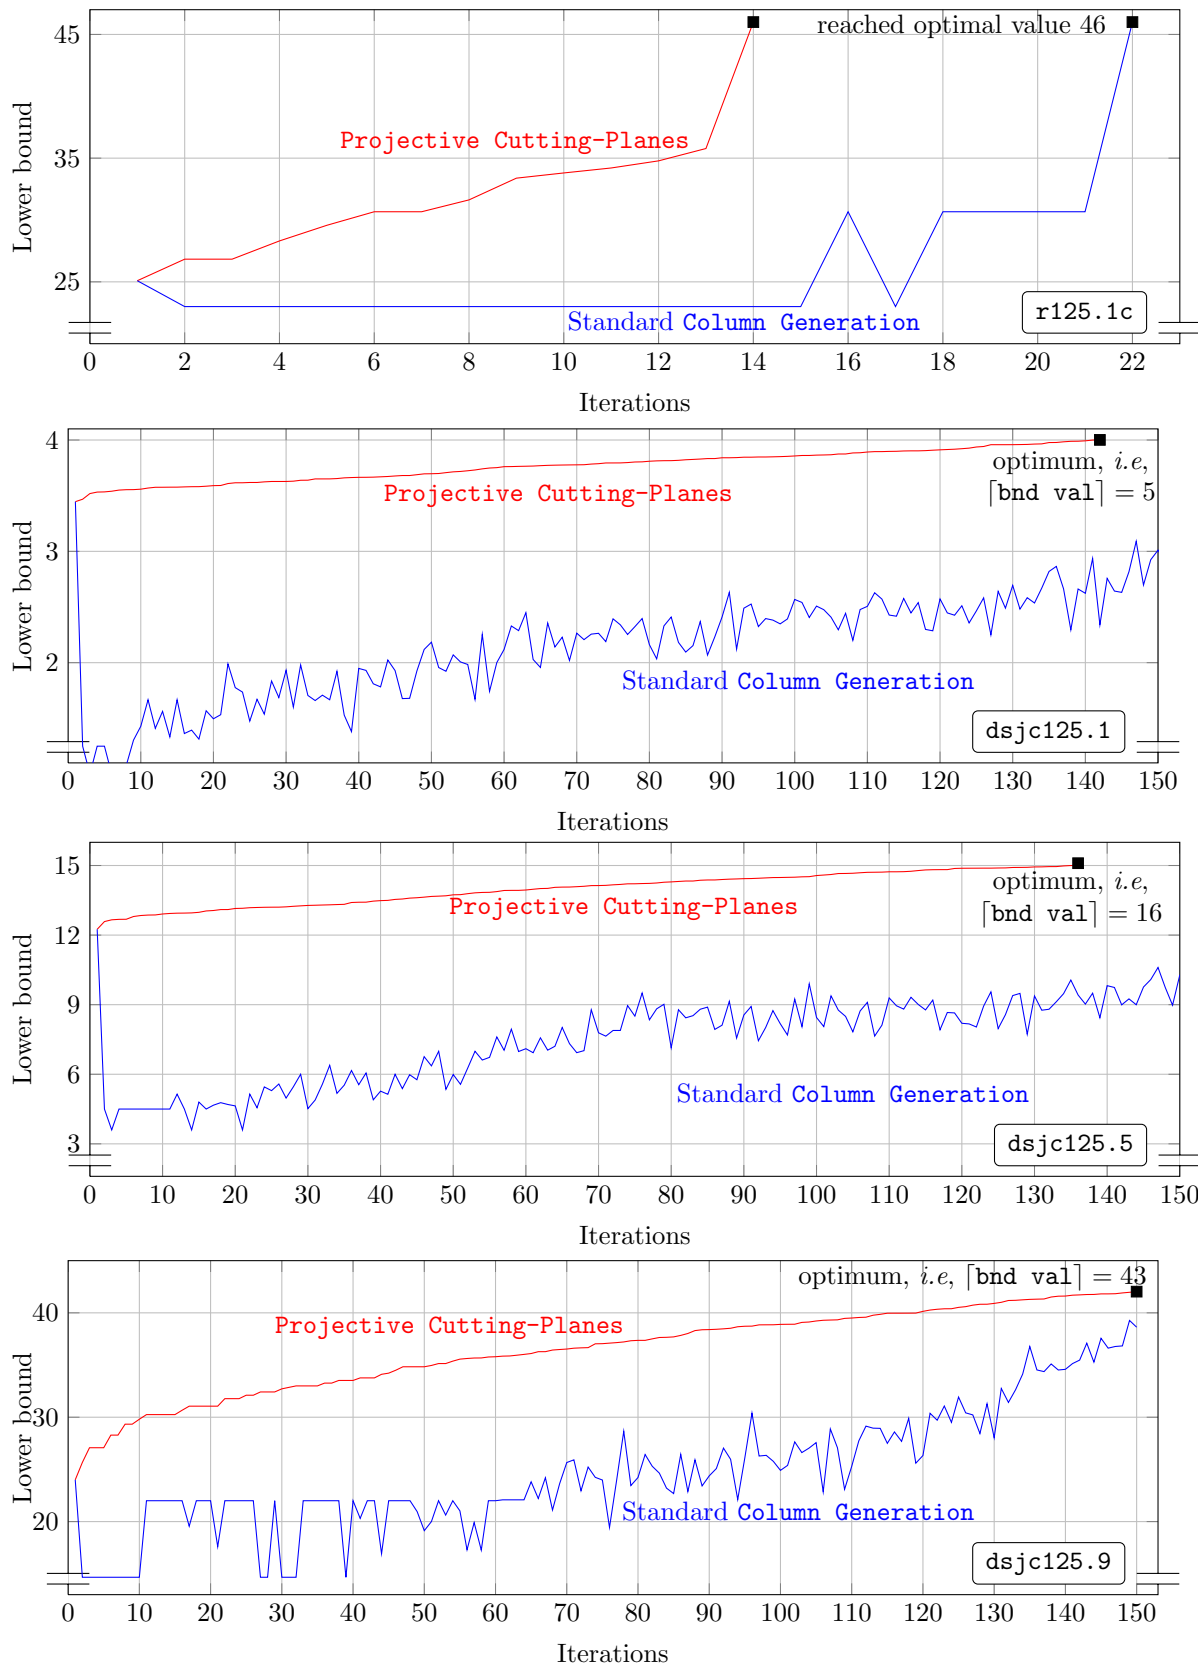 45
35
25
Lower bound
reached optimal value 46
Projective Cutting-Planes
Standard Column Generation
r125.1c
0 2 4 6 8 10 12 14 16 18 20 22
Iterations
4
3
2
Lower bound
optimum, i.e,
⌈bnd val⌉ = 5
Projective Cutting-Planes
Standard Column Generation
dsjc125.1
0 10 20 30 40 50 60 70 80 90 100 110 120 130 140 150
Iterations
15
12
9
6
3
Lower bound
optimum, i.e,
⌈bnd val⌉ = 16
Projective Cutting-Planes
Standard Column Generation
dsjc125.5
0 10 20 30 40 50 60 70 80 90 100 110 120 130 140 150
Iterations
40
30
20
Lower bound
optimum, i.e, ⌈bnd val⌉ = 43
Projective Cutting-Planes
Standard Column Generation
dsjc125.9
0 10 20 30 40 50 60 70 80 90 100 110 120 130 140 150
Iterations